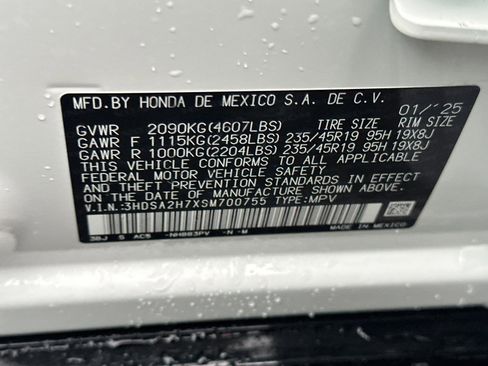 MFD.BY HONDA DE MEXICO S.A. DE C.V. 01/'25
GVWR 2090KG(4607LBS) TIRE SIZE RIM SIZE
GAWR F 1115KG(2458LBS) 235/45R19 95H 19X8J
GAWR R 1000KG(2204LBS) 235/45R19 95H 19X8J
THIS VEHICLE CONFORMS TO ALL APPLICABLE
FEDERAL MOTOR VEHICLE SAFETY
AND THEFT PREVENTION STANDARDS IN EFFECT
ON THE DATE OF MANUFACTURE SHOWN ABOVE.
V.I.N.:3HDSA2H7XSM700755 TYPE:MPV
3BJ S AC5 -NH883PV -N -M
MADE IN MEXICO